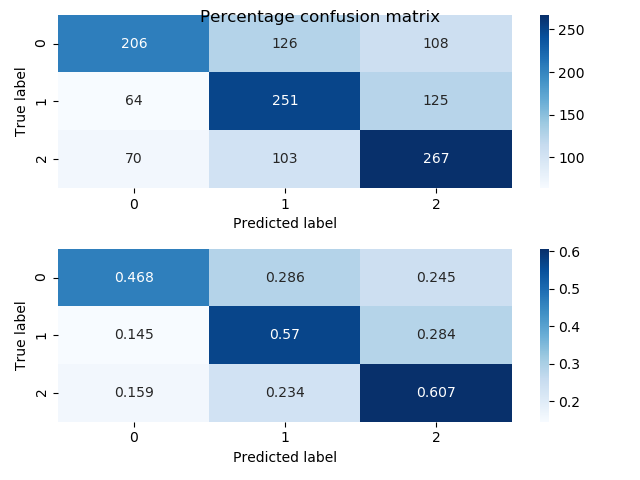 Percentage confusion matrix
0 206 126 108
1 64 251 125
2 70 103 267
True label
0 1 2
Predicted label
250
200
150
100
0 0.468 0.286 0.245
1 0.145 0.57 0.284
2 0.159 0.234 0.607
True label
0 1 2
Predicted label
0.6
0.5
0.4
0.3
0.2